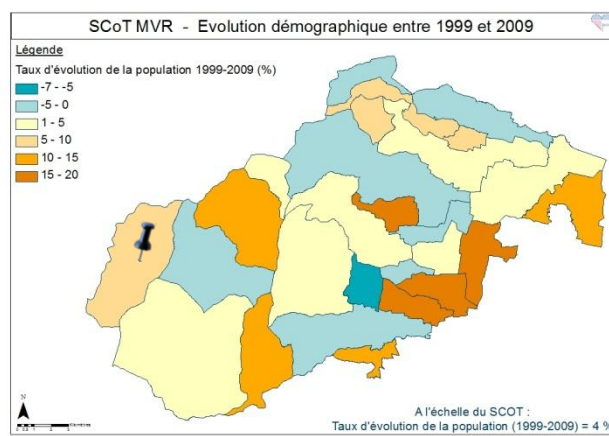 SCoT MVR - Evolution démographique entre 1999 et 2009
Légende
Taux d'évolution de la population 1999-2009 (%)
-7 - -5
-5 - 0
1 - 5
5 - 10
10 - 15
15 - 20
N
A l'échelle du SCOT :
Taux d'évolution de la population (1999-2009) = 4 %